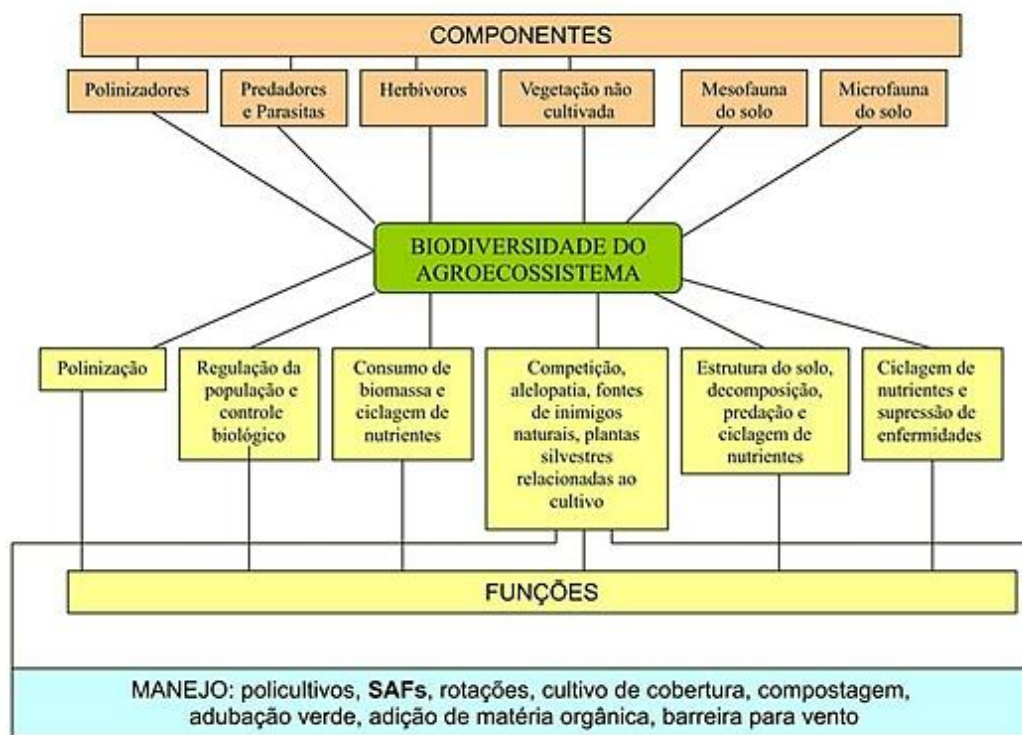 COMPONENTES
Polinizadores
Predadores
e Parasitas
Herbívoros
Vegetação não
cultivada
Mesofauna
do solo
Microfauna
do solo
BIODIVERSIDADE DO
AGROECOSSISTEMA
Polinização
Regulação da
população e
controle
biológico
Consumo de
biomassa e
ciclagem de
nutrientes
Competição,
alelopatia, fontes
de inimigos
naturais, plantas
silvestres
relacionadas ao
cultivo
Estrutura do solo,
decomposição,
predação e
ciclagem de
nutrientes
Ciclagem de
nutrientes e
supressão de
enfermidades
FUNÇÕES
MANEJO: policultivos, SAFs, rotações, cultivo de cobertura, compostagem,
adubação verde, adição de matéria orgânica, barreira para vento